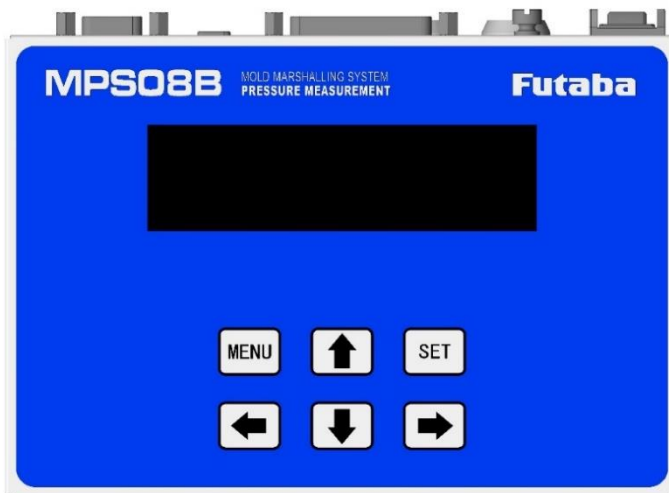 MPS08B
MOLD MARSHALLING SYSTEM
PRESSURE MEASUREMENT
Futaba
MENU
SET